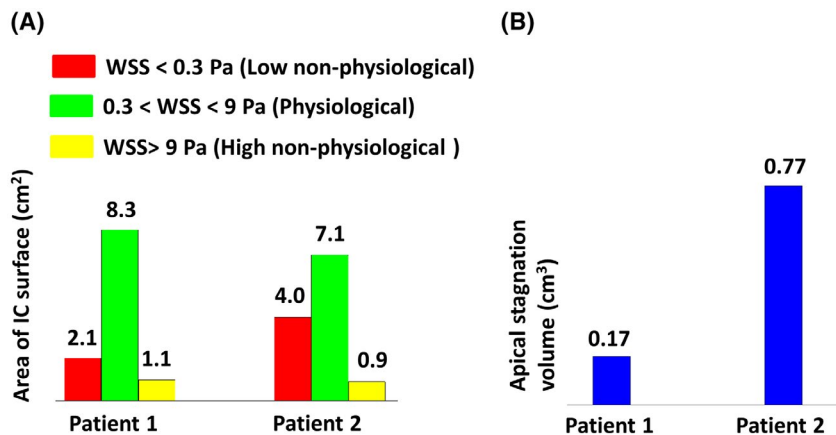 (A)
WSS < 0.3 Pa (Low non-physiological)
0.3 < WSS < 9 Pa (Physiological)
WSS> 9 Pa (High non-physiological )
Area of IC surface (cm²)
2.1
8.3
1.1
4.0
7.1
0.9
Patient 1
Patient 2
(B)
Apical stagnation
volume (cm³)
0.17
0.77
Patient 1
Patient 2